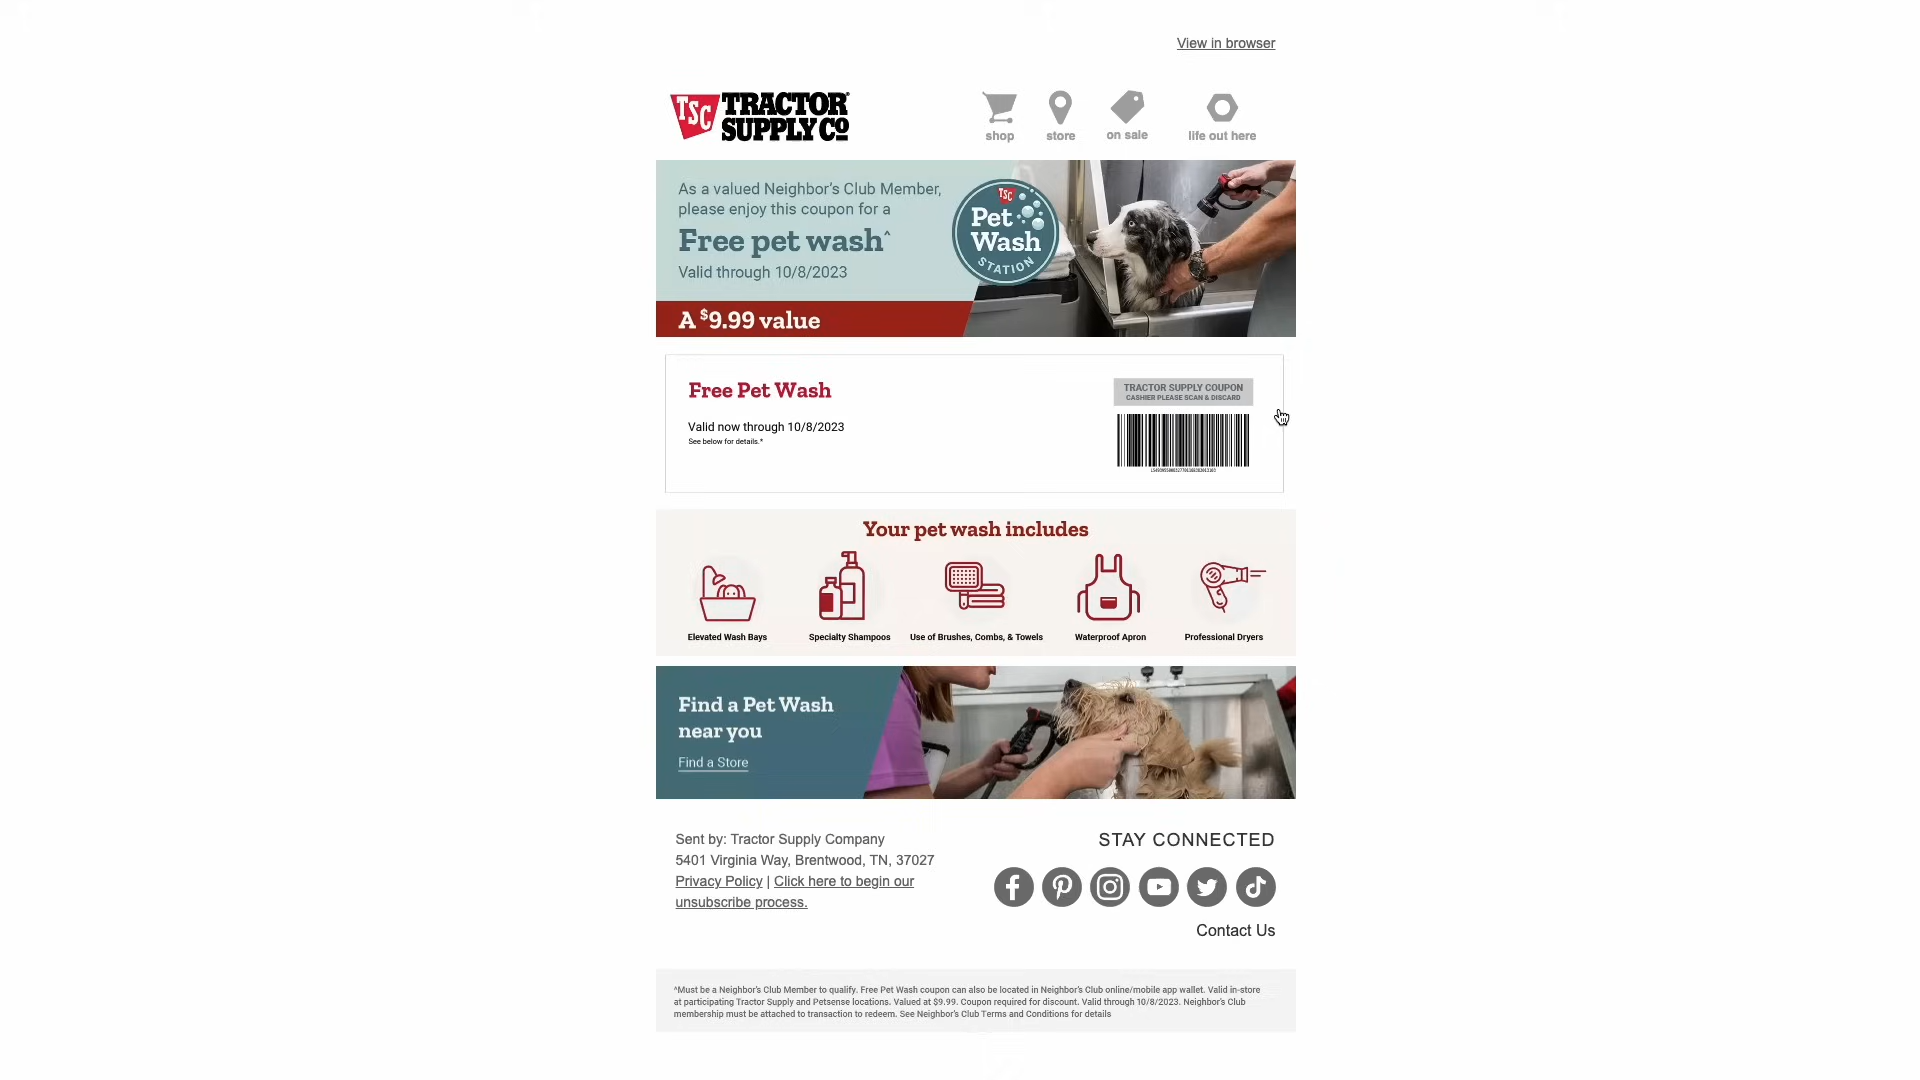 View in browser
TSC TRACTOR SUPPLY CO
shop
store
on sale
life out here
As a valued Neighbor's Club Member,
please enjoy this coupon for a
Free pet wash^
Valid through 10/8/2023
A $9.99 value
TSC
Pet
Wash
STATION
Free Pet Wash
Valid now through 10/8/2023
See below for details.*
TRACTOR SUPPLY COUPON
CASHIER PLEASE SCAN & DISCARD
Your pet wash includes
Elevated Wash Bays
Specialty Shampoos
Use of Brushes, Combs, & Towels
Waterproof Apron
Professional Dryers
Find a Pet Wash
near you
Find a Store
Sent by: Tractor Supply Company
5401 Virginia Way, Brentwood, TN, 37027
Privacy Policy | Click here to begin our
unsubscribe process.
STAY CONNECTED
Contact Us
^Must be a Neighbor's Club Member to qualify. Free Pet Wash coupon can also be located in Neighbor's Club online/mobile app wallet. Valid in-store
at participating Tractor Supply and Petsense locations. Valued at $9.99. Coupon required for discount. Valid through 10/8/2023. Neighbor's Club
membership must be attached to transaction to redeem. See Neighbor's Club Terms and Conditions for details